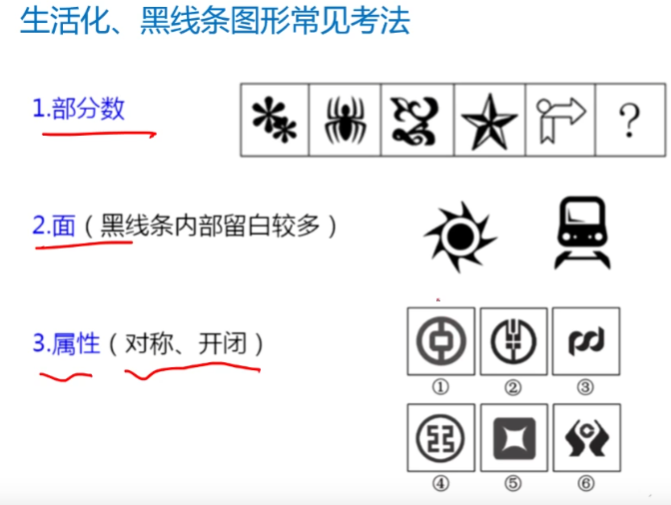 生活化、黑线条图形常见考法
1.部分数
?
2.面（黑线条内部留白较多）
3.属性（对称、开闭）
① ② ③
④ ⑤ ⑥